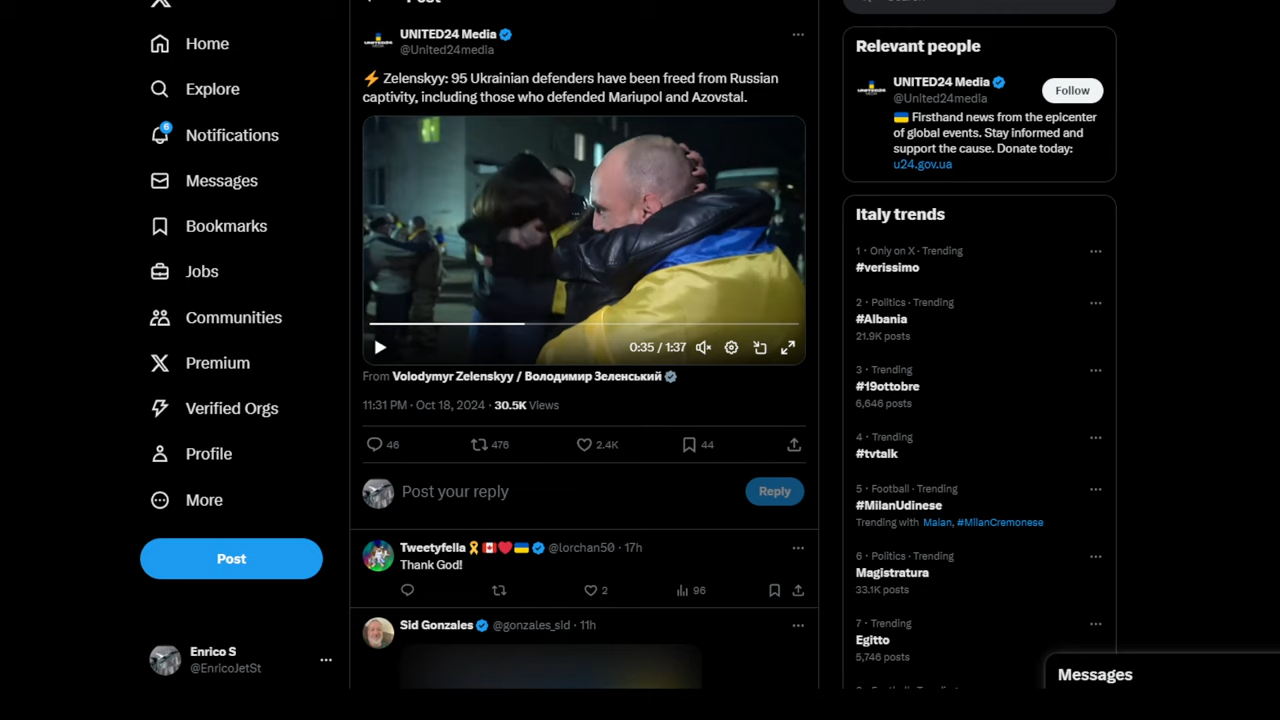 Home
Explore
6
Notifications
Messages
Bookmarks
Jobs
Communities
Premium
Verified Orgs
Profile
More
Post
Enrico S
@EnricoJetSt
UNITED24 Media
@United24media
⚡ Zelenskyy: 95 Ukrainian defenders have been freed from Russian
captivity, including those who defended Mariupol and Azovstal.
0:35 / 1:37
From Volodymyr Zelenskyy / Володимир Зеленський
11:31 PM · Oct 18, 2024 · 30.5K Views
46 476 2.4K 44
Post your reply
Reply
Tweetyfella 🎗️🇨🇦❤️🇺🇦 @lorchan50 · 17h
Thank God!
2 96
Sid Gonzales @gonzales_sid · 11h
Relevant people
UNITED24 Media
@United24media
Follow
🇺🇦 Firsthand news from the epicenter
of global events. Stay informed and
support the cause. Donate today:
u24.gov.ua
Italy trends
1 · Only on X · Trending
#verissimo
2 · Politics · Trending
#Albania
21.9K posts
3 · Trending
#19ottobre
6,646 posts
4 · Trending
#tvtalk
5 · Football · Trending
#MilanUdinese
Trending with Malan, #MilanCremonese
6 · Politics · Trending
Magistratura
33.1K posts
7 · Trending
Egitto
5,746 posts
Messages